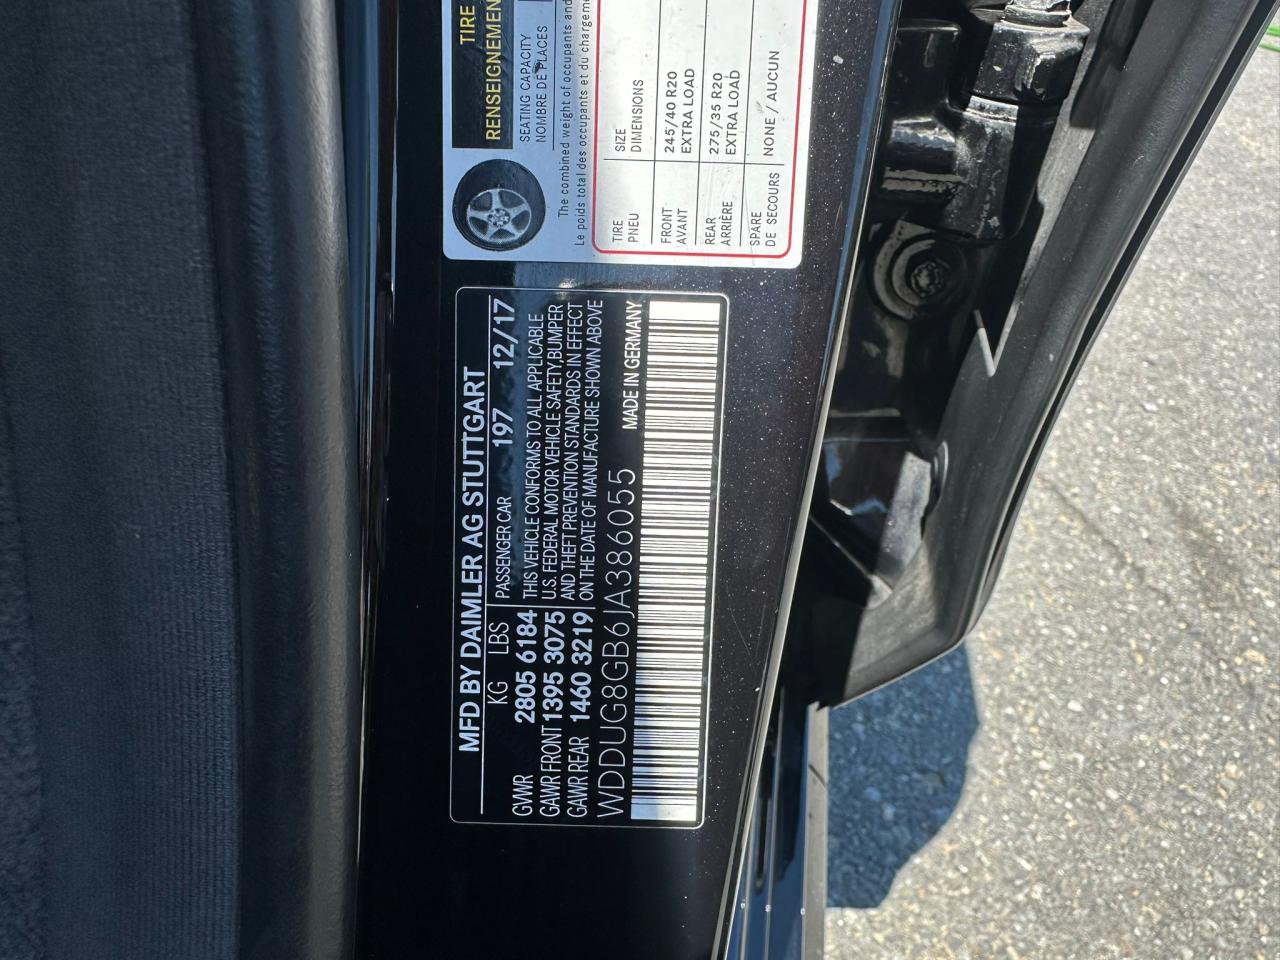 MFD BY DAIMLER AG STUTTGART
KG LBS
GVWR 2805 6184
GAWR FRONT 1395 3075
GAWR REAR 1460 3219
PASSENGER CAR 197 12/17
THIS VEHICLE CONFORMS TO ALL APPLICABLE
U.S. FEDERAL MOTOR VEHICLE SAFETY, BUMPER
AND THEFT PREVENTION STANDARDS IN EFFECT
ON THE DATE OF MANUFACTURE SHOWN ABOVE
WDDUG8GB6JA386055 MADE IN GERMANY
TIRE
RENSEIGNEMEN
SEATING CAPACITY
NOMBRE DE PLACES
The combined weight of occupants and
Le poids total des occupants et du chargeme
TIRE SIZE
PNEU DIMENSIONS
FRONT 245/40 R20
AVANT EXTRA LOAD
REAR 275/35 R20
ARRIÈRE EXTRA LOAD
SPARE NONE / AUCUN
DE SECOURS